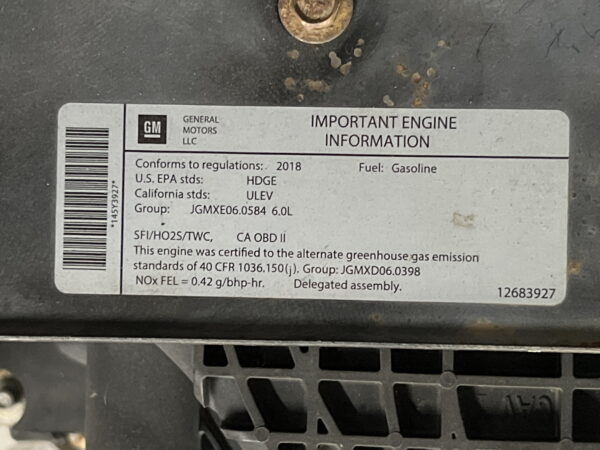 GM
GENERAL
MOTORS
LLC
IMPORTANT ENGINE
INFORMATION
*145Y3927*
Conforms to regulations: 2018 Fuel: Gasoline
U.S. EPA stds: HDGE
California stds: ULEV
Group: JGMXE06.0584 6.0L
SFI/HO2S/TWC, CA OBD II
This engine was certified to the alternate greenhouse gas emission
standards of 40 CFR 1036.150(j). Group: JGMXD06.0398
NOx FEL = 0.42 g/bhp-hr. Delegated assembly.
12683927